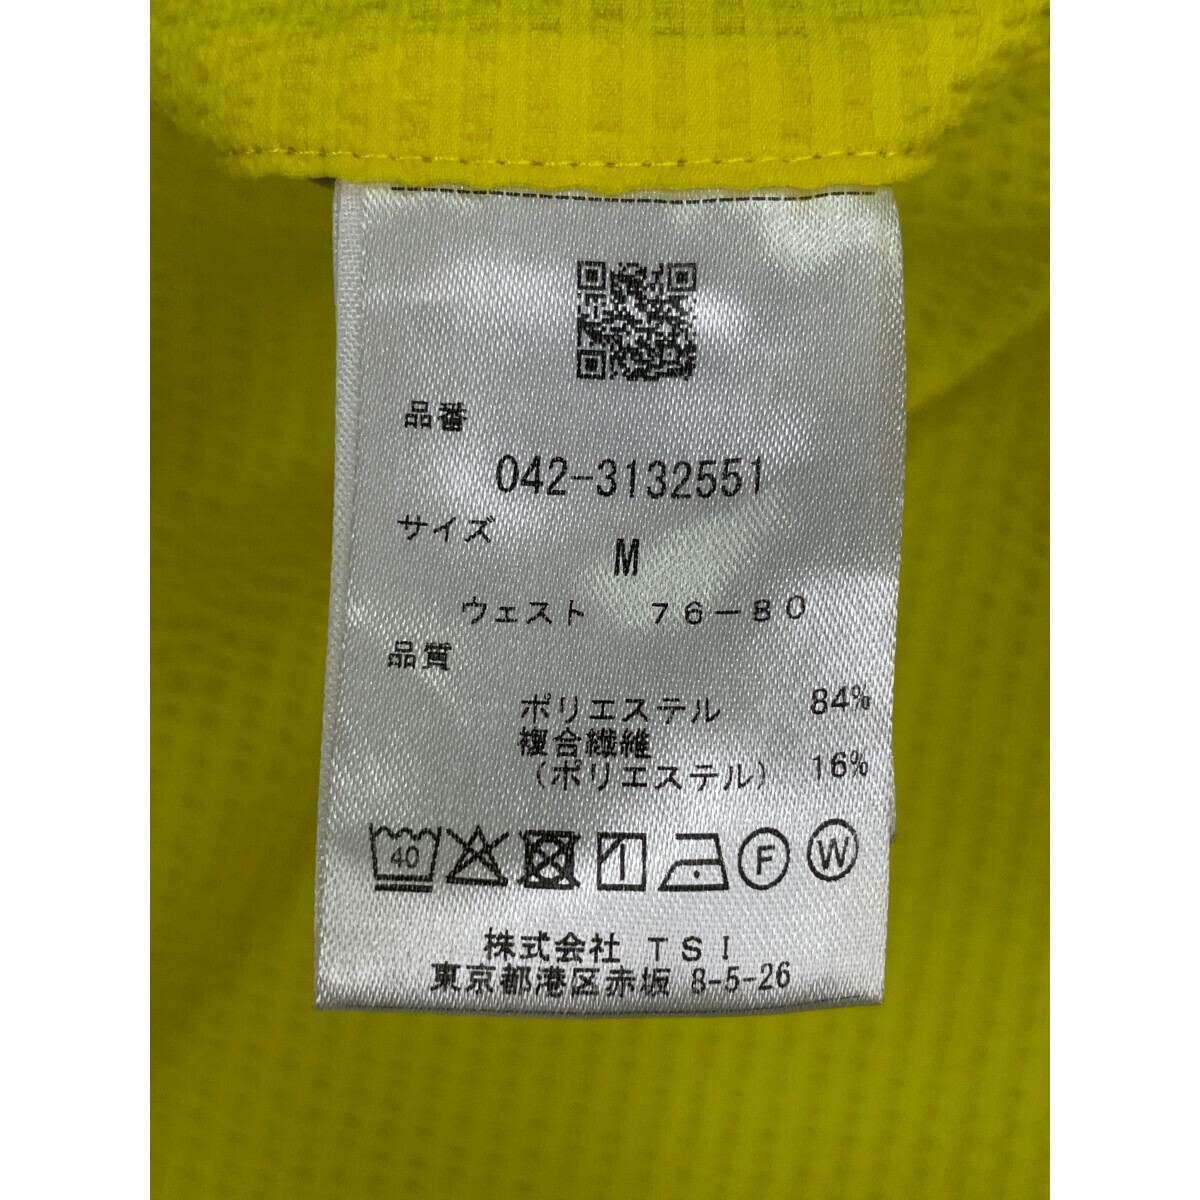 品番
042-3132551
サイズ
M
ウェスト 76-80
品質
ポリエステル 84%
複合繊維
(ポリエステル) 16%
40 F W
株式会社 TSI
東京都港区赤坂 8-5-26